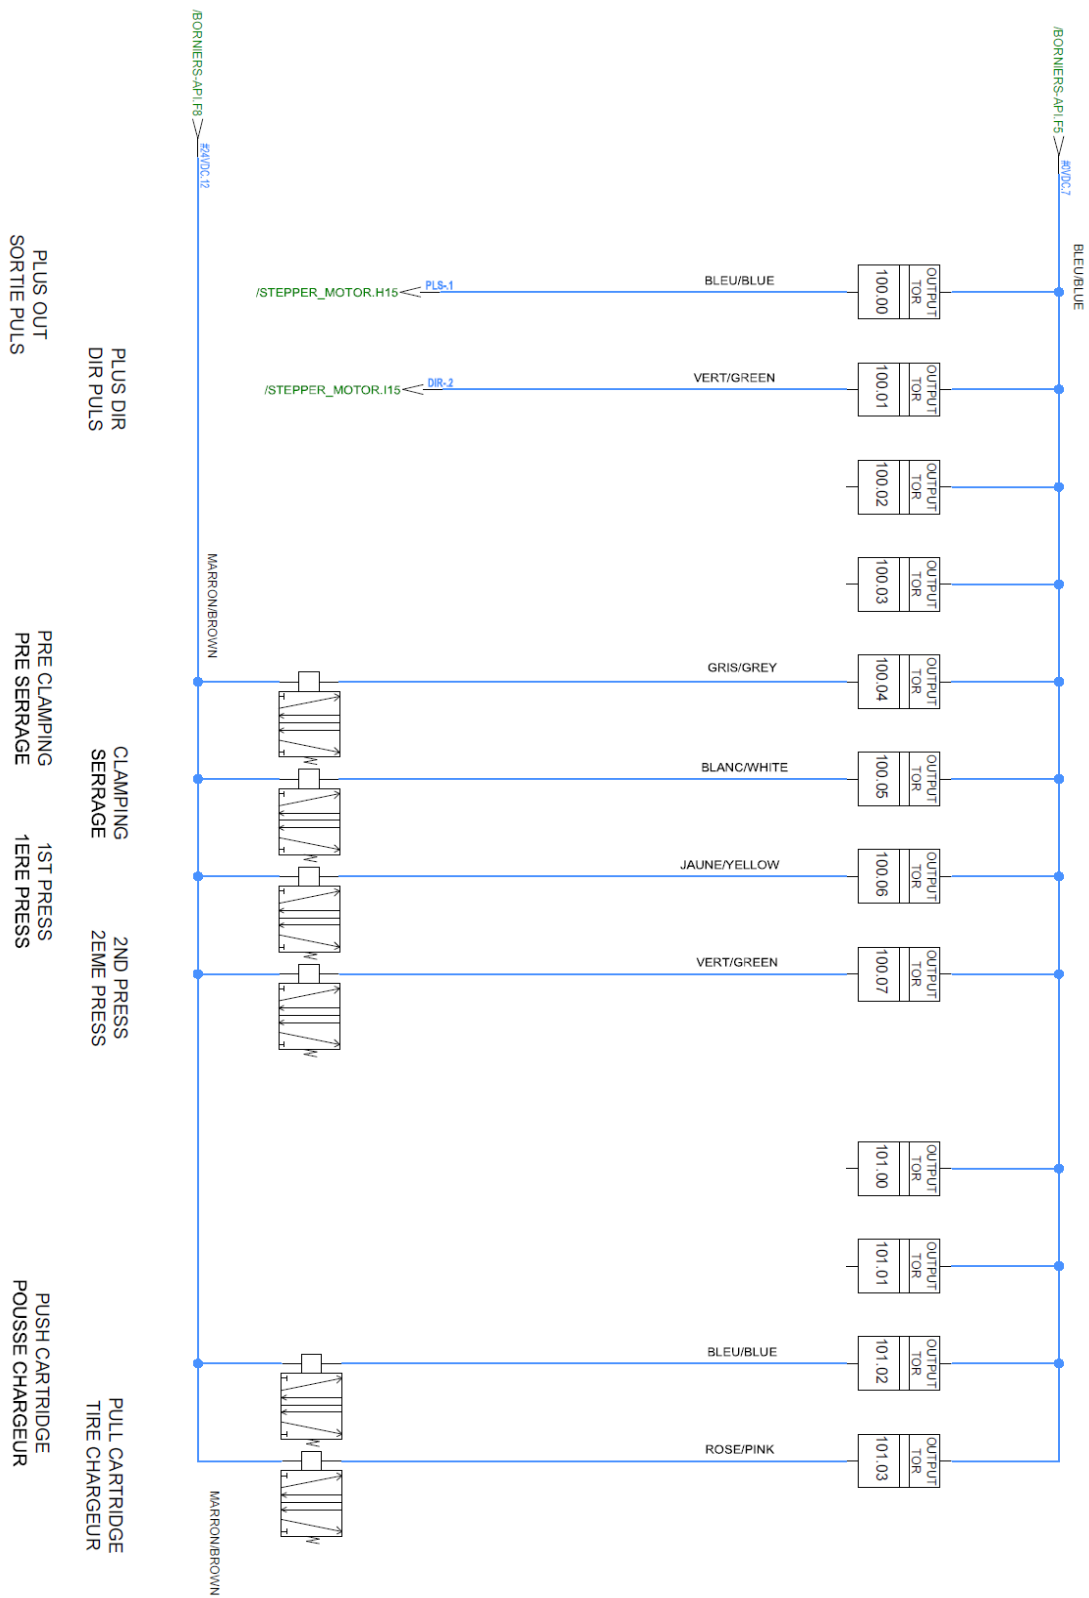 /BORNIERS-API.F5
#0VDC.7
BLEU/BLUE
/BORNIERS-API.F8
#24VDC.12
MARRON/BROWN
MARRON/BROWN
OUTPUT
TOR
100.00
BLEU/BLUE
PLS-.1
/STEPPER_MOTOR.H15
PLUS OUT
SORTIE PULS
OUTPUT
TOR
100.01
VERT/GREEN
DIR-.2
/STEPPER_MOTOR.I15
PLUS DIR
DIR PULS
OUTPUT
TOR
100.02
OUTPUT
TOR
100.03
OUTPUT
TOR
100.04
GRIS/GREY
PRE CLAMPING
PRE SERRAGE
OUTPUT
TOR
100.05
BLANC/WHITE
CLAMPING
SERRAGE
OUTPUT
TOR
100.06
JAUNE/YELLOW
1ST PRESS
1ERE PRESS
OUTPUT
TOR
100.07
VERT/GREEN
2ND PRESS
2EME PRESS
OUTPUT
TOR
101.00
OUTPUT
TOR
101.01
OUTPUT
TOR
101.02
BLEU/BLUE
PUSH CARTRIDGE
POUSSE CHARGEUR
OUTPUT
TOR
101.03
ROSE/PINK
PULL CARTRIDGE
TIRE CHARGEUR